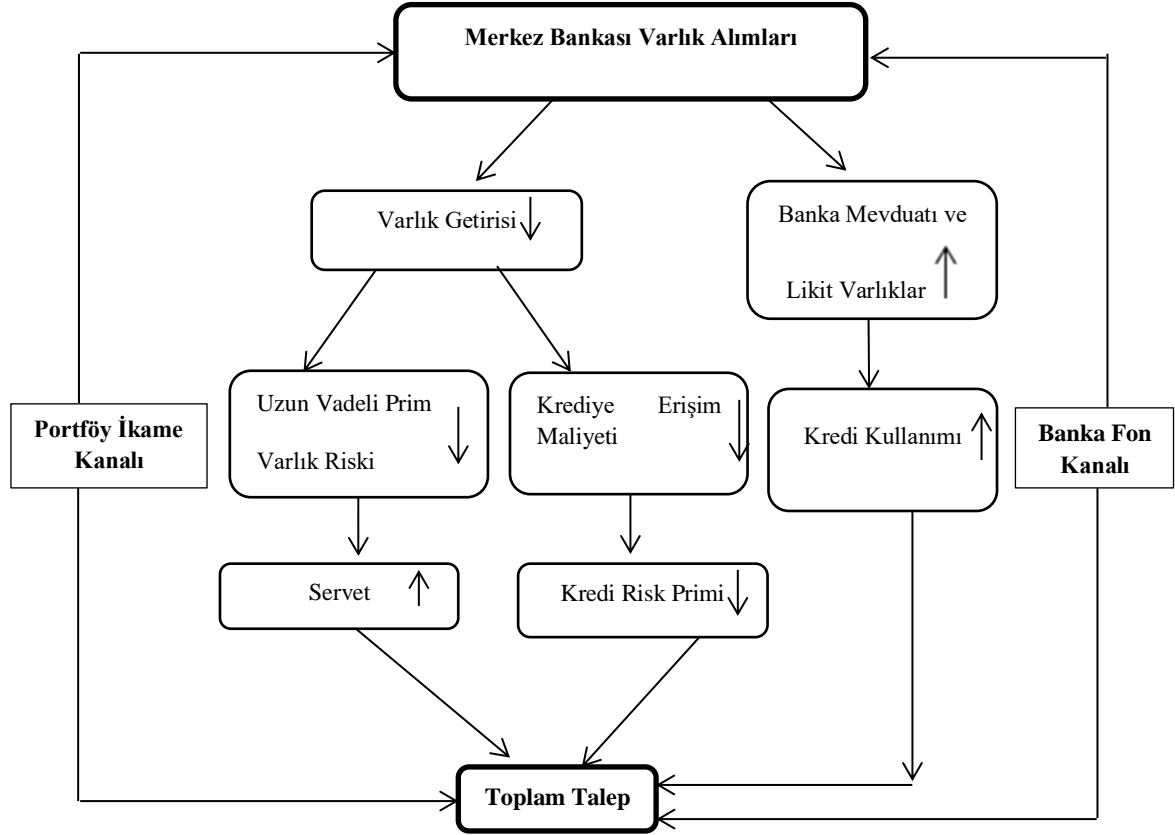 Merkez Bankası Varlık Alımları
Varlık Getirisi
Banka Mevduatı ve
Likit Varlıklar
Portföy İkame
Kanalı
Uzun Vadeli Prim
Varlık Riski
Krediye Erişim
Maliyeti
Kredi Kullanımı
Banka Fon
Kanalı
Servet
Kredi Risk Primi
Toplam Talep